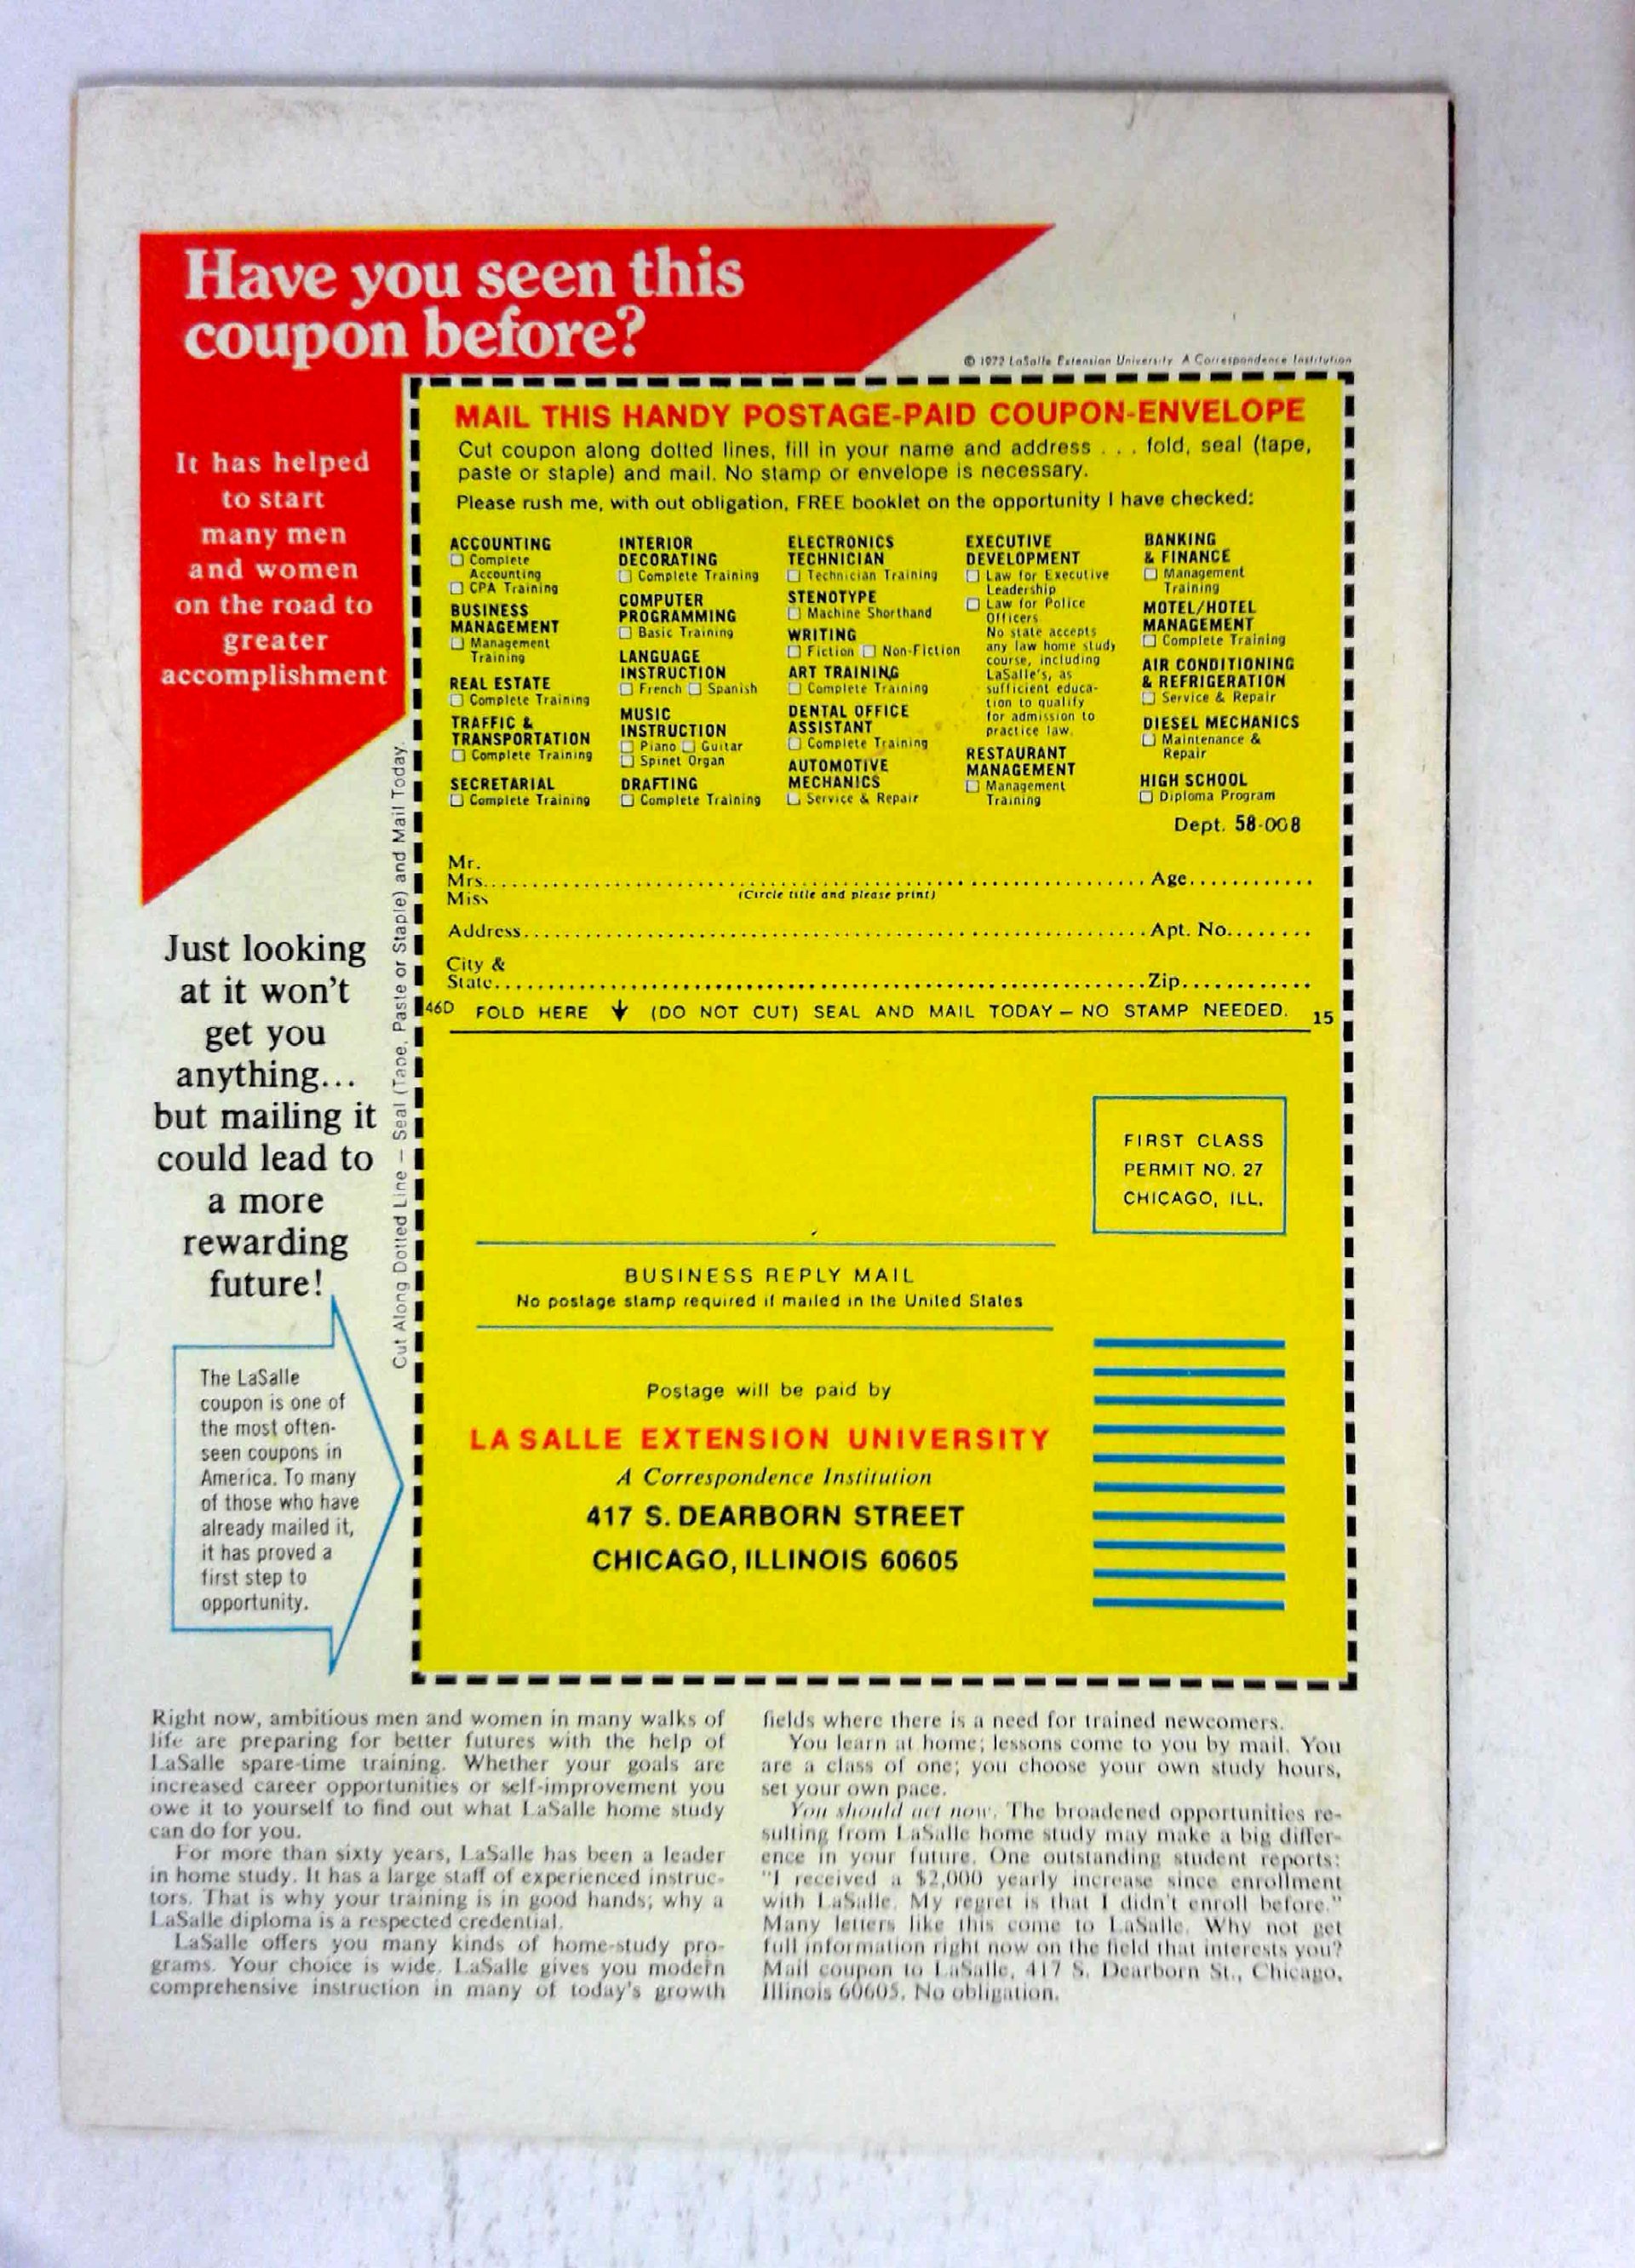 Have you seen this
coupon before?
© 1972 LaSalle Extension University A Correspondence Institution
It has helped
to start
many men
and women
on the road to
greater
accomplishment
Just looking
at it won't
get you
anything...
but mailing it
could lead to
a more
rewarding
future!
The LaSalle
coupon is one of
the most often-
seen coupons in
America. To many
of those who have
already mailed it,
it has proved a
first step to
opportunity.
Cut Along Dotted Line – Seal (Tape, Paste or Staple) and Mail Today.
MAIL THIS HANDY POSTAGE-PAID COUPON-ENVELOPE
Cut coupon along dotted lines, fill in your name and address . . . fold, seal (tape,
paste or staple) and mail. No stamp or envelope is necessary.
Please rush me, with out obligation, FREE booklet on the opportunity I have checked:
ACCOUNTING
Complete
Accounting
CPA Training
BUSINESS
MANAGEMENT
Management
Training
REAL ESTATE
Complete Training
TRAFFIC &
TRANSPORTATION
Complete Training
SECRETARIAL
Complete Training
INTERIOR
DECORATING
Complete Training
COMPUTER
PROGRAMMING
Basic Training
LANGUAGE
INSTRUCTION
French Spanish
MUSIC
INSTRUCTION
Piano Guitar
Spinet Organ
DRAFTING
Complete Training
ELECTRONICS
TECHNICIAN
Technician Training
STENOTYPE
Machine Shorthand
WRITING
Fiction Non-Fiction
ART TRAINING
Complete Training
DENTAL OFFICE
ASSISTANT
Complete Training
AUTOMOTIVE
MECHANICS
Service & Repair
EXECUTIVE
DEVELOPMENT
Law for Executive
Leadership
Law for Police
Officers
No state accepts
any law home study
course, including
LaSalle's, as
sufficient educa-
tion to qualify
for admission to
practice law.
RESTAURANT
MANAGEMENT
Management
Training
BANKING
& FINANCE
Management
Training
MOTEL/HOTEL
MANAGEMENT
Complete Training
AIR CONDITIONING
& REFRIGERATION
Service & Repair
DIESEL MECHANICS
Maintenance &
Repair
HIGH SCHOOL
Diploma Program
Dept. 58-008
Mr.
Mrs. Age
Miss (Circle title and please print)
Address Apt. No.
City &
State Zip
46D FOLD HERE ↓ (DO NOT CUT) SEAL AND MAIL TODAY – NO STAMP NEEDED. 15
FIRST CLASS
PERMIT NO. 27
CHICAGO, ILL.
BUSINESS REPLY MAIL
No postage stamp required if mailed in the United States
Postage will be paid by
LA SALLE EXTENSION UNIVERSITY
A Correspondence Institution
417 S. DEARBORN STREET
CHICAGO, ILLINOIS 60605
Right now, ambitious men and women in many walks of
life are preparing for better futures with the help of
LaSalle spare-time training. Whether your goals are
increased career opportunities or self-improvement you
owe it to yourself to find out what LaSalle home study
can do for you.
For more than sixty years, LaSalle has been a leader
in home study. It has a large staff of experienced instruc-
tors. That is why your training is in good hands; why a
LaSalle diploma is a respected credential.
LaSalle offers you many kinds of home-study pro-
grams. Your choice is wide. LaSalle gives you modern
comprehensive instruction in many of today's growth
fields where there is a need for trained newcomers.
You learn at home; lessons come to you by mail. You
are a class of one; you choose your own study hours,
set your own pace.
You should act now. The broadened opportunities re-
sulting from LaSalle home study may make a big differ-
ence in your future. One outstanding student reports:
"I received a $2,000 yearly increase since enrollment
with LaSalle. My regret is that I didn't enroll before."
Many letters like this come to LaSalle. Why not get
full information right now on the field that interests you?
Mail coupon to LaSalle, 417 S. Dearborn St., Chicago,
Illinois 60605. No obligation.